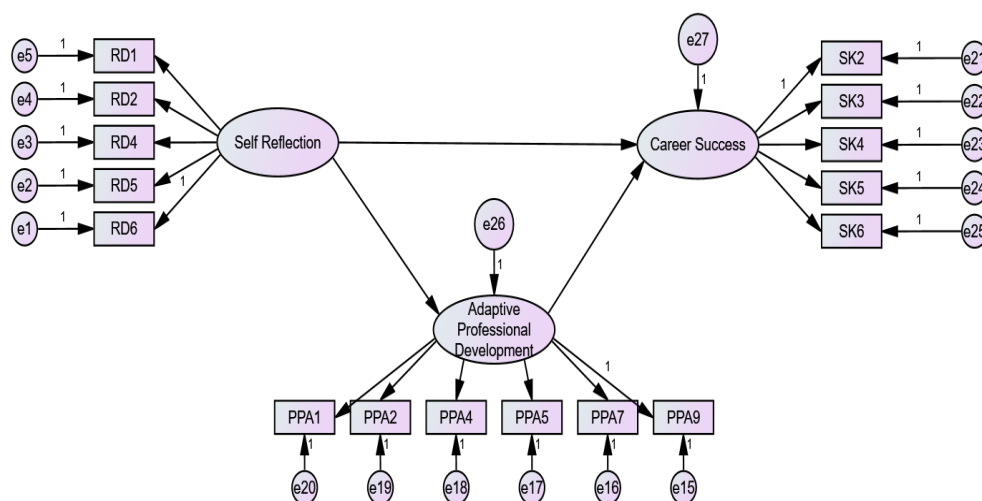 e27
e5 1 RD1
SK2 1 e21
e4 1 RD2
1
1
SK3 1 e22
e3 1 RD4
Self Reflection
Career Success
SK4 1 e23
e2 1 RD5
1
SK5 1 e24
e1 1 RD6
SK6 1 e25
e26
1
Adaptive
Professional
Development
1
PPA1 PPA2 PPA4 PPA5 PPA7 PPA9
1 1 1 1 1 1
e20 e19 e18 e17 e16 e15